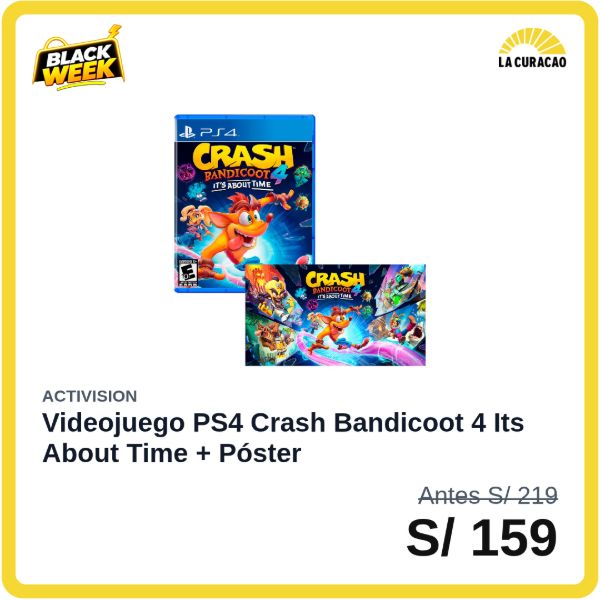 BLACK
WEEK
LA CURACAO
PS4
CRASH
BANDICOOT 4
IT'S ABOUT TIME
E
CRASH
BANDICOOT 4
IT'S ABOUT TIME
ACTIVISION
Videojuego PS4 Crash Bandicoot 4 Its
About Time + Póster
Antes S/ 219
S/ 159